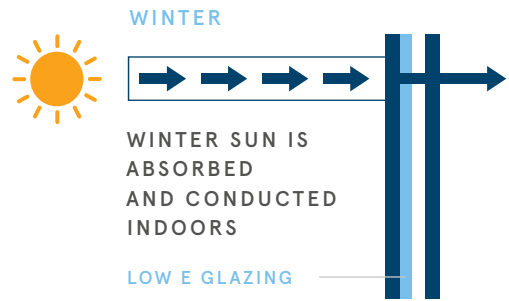 WINTER
WINTER SUN IS
ABSORBED
AND CONDUCTED
INDOORS
LOW E GLAZING